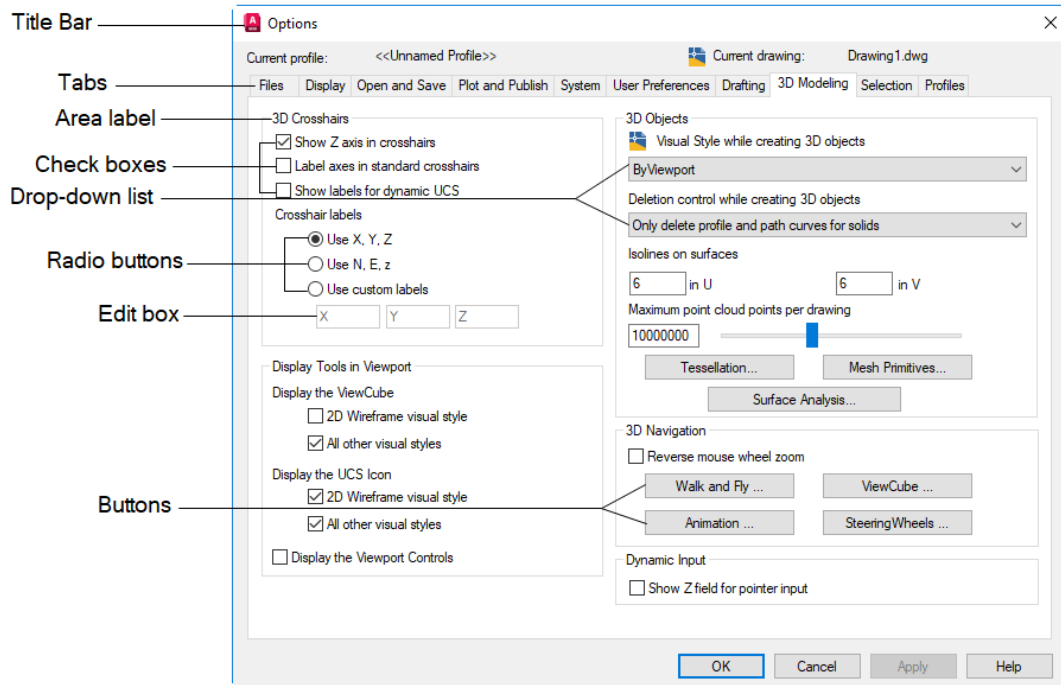 Title Bar
Options
Current profile: <<Unnamed Profile>> Current drawing: Drawing1.dwg
Tabs
Files Display Open and Save Plot and Publish System User Preferences Drafting 3D Modeling Selection Profiles
Area label
3D Crosshairs
Check boxes
Show Z axis in crosshairs
Label axes in standard crosshairs
Show labels for dynamic UCS
Drop-down list
Crosshair labels
Radio buttons
Use X, Y, Z
Use N, E, z
Use custom labels
Edit box
X Y Z
Display Tools in Viewport
Display the ViewCube
2D Wireframe visual style
All other visual styles
Display the UCS Icon
2D Wireframe visual style
All other visual styles
Buttons
Display the Viewport Controls
3D Objects
Visual Style while creating 3D objects
ByViewport
Deletion control while creating 3D objects
Only delete profile and path curves for solids
Isolines on surfaces
6 in U 6 in V
Maximum point cloud points per drawing
10000000
Tessellation... Mesh Primitives...
Surface Analysis...
3D Navigation
Reverse mouse wheel zoom
Walk and Fly ... ViewCube ...
Animation ... SteeringWheels ...
Dynamic Input
Show Z field for pointer input
OK Cancel Apply Help